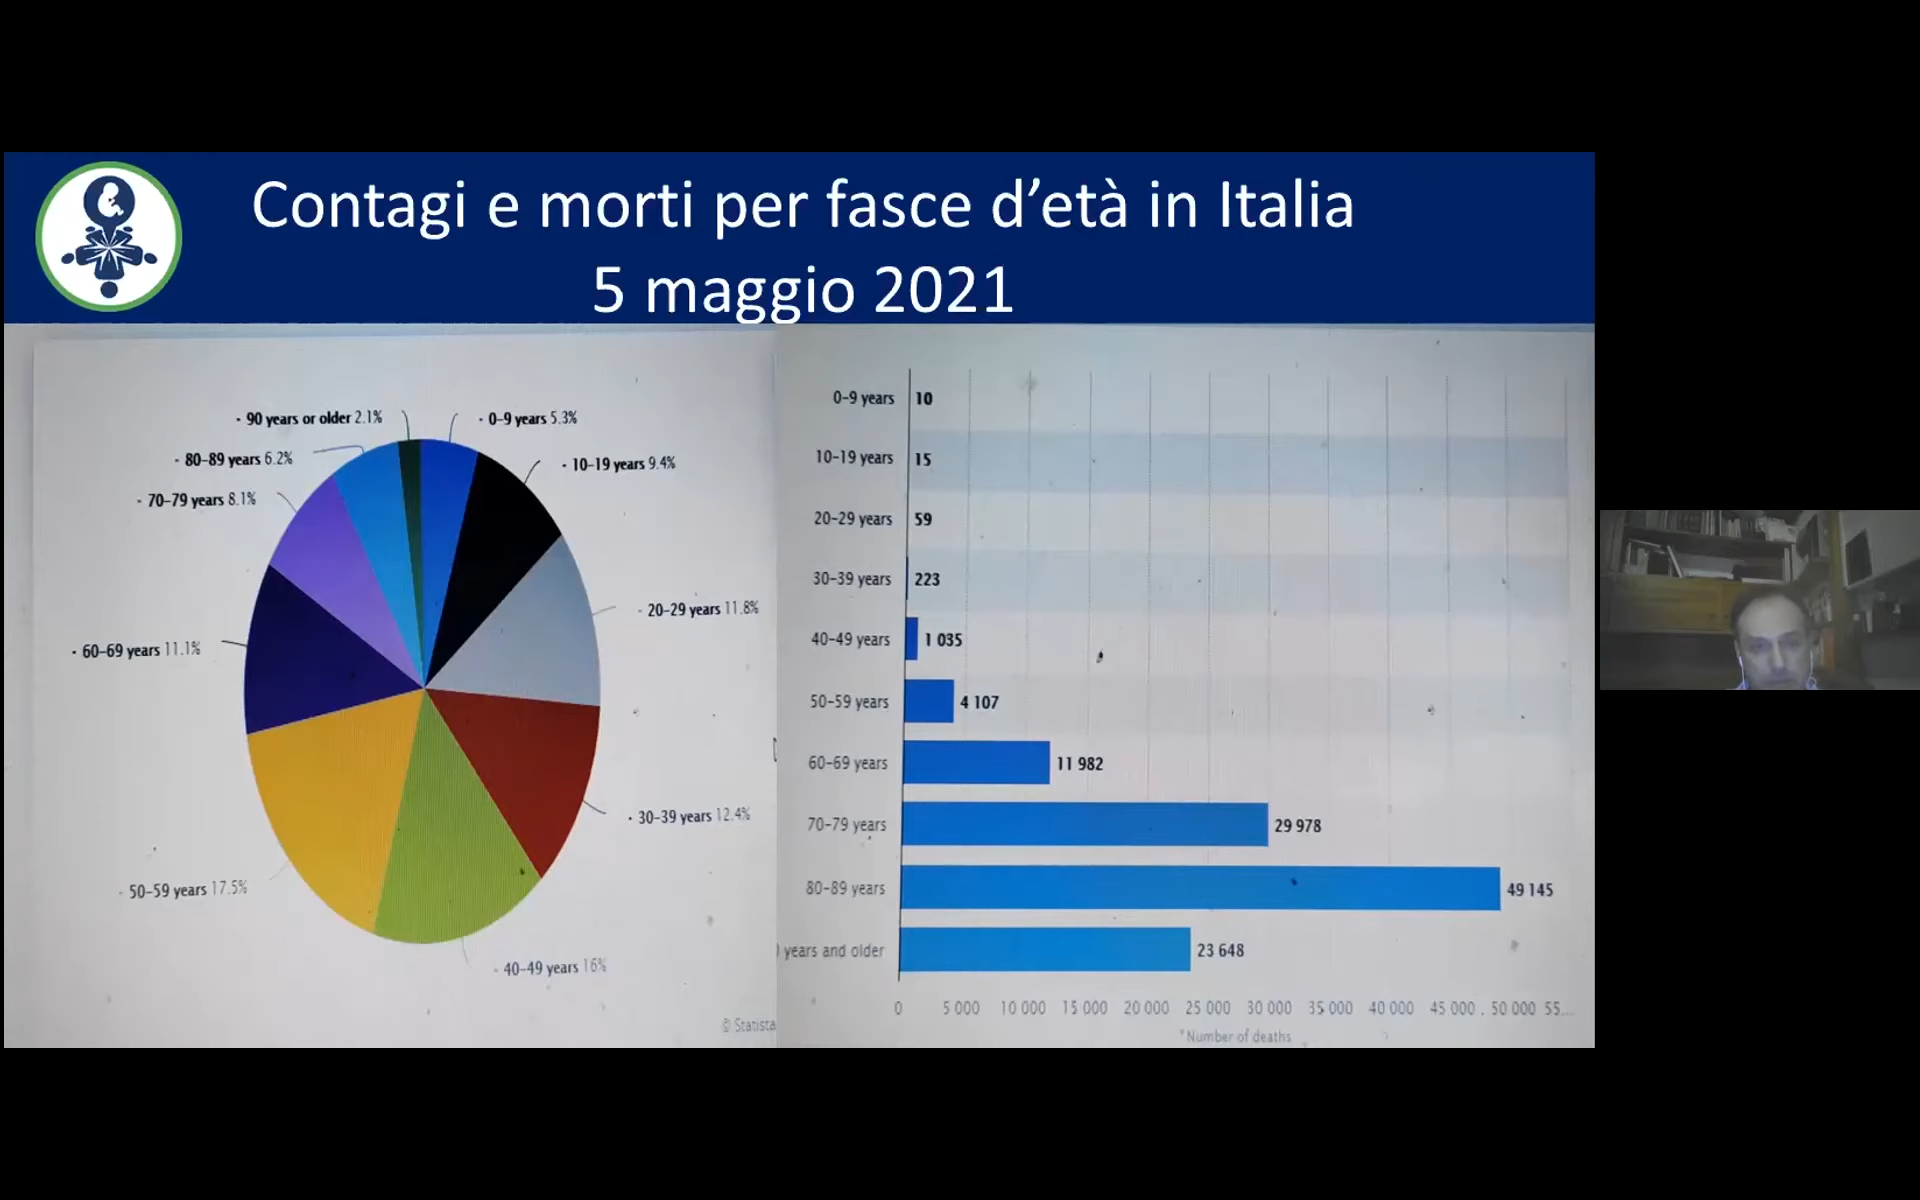 Contagi e morti per fasce d'età in Italia
5 maggio 2021
90 years or older 2.1%
0-9 years 5.3%
80-89 years 6.2%
10-19 years 9.4%
70-79 years 8.1%
20-29 years 11.8%
60-69 years 11.1%
30-39 years 12.4%
50-59 years 17.5%
40-49 years 16%
© Statista
0-9 years 10
10-19 years 15
20-29 years 59
30-39 years 223
40-49 years 1 035
50-59 years 4 107
60-69 years 11 982
70-79 years 29 978
80-89 years 49 145
years and older 23 648
0 5 000 10 000 15 000 20 000 25 000 30 000 35 000 40 000 45 000 50 000 55...
*Number of deaths